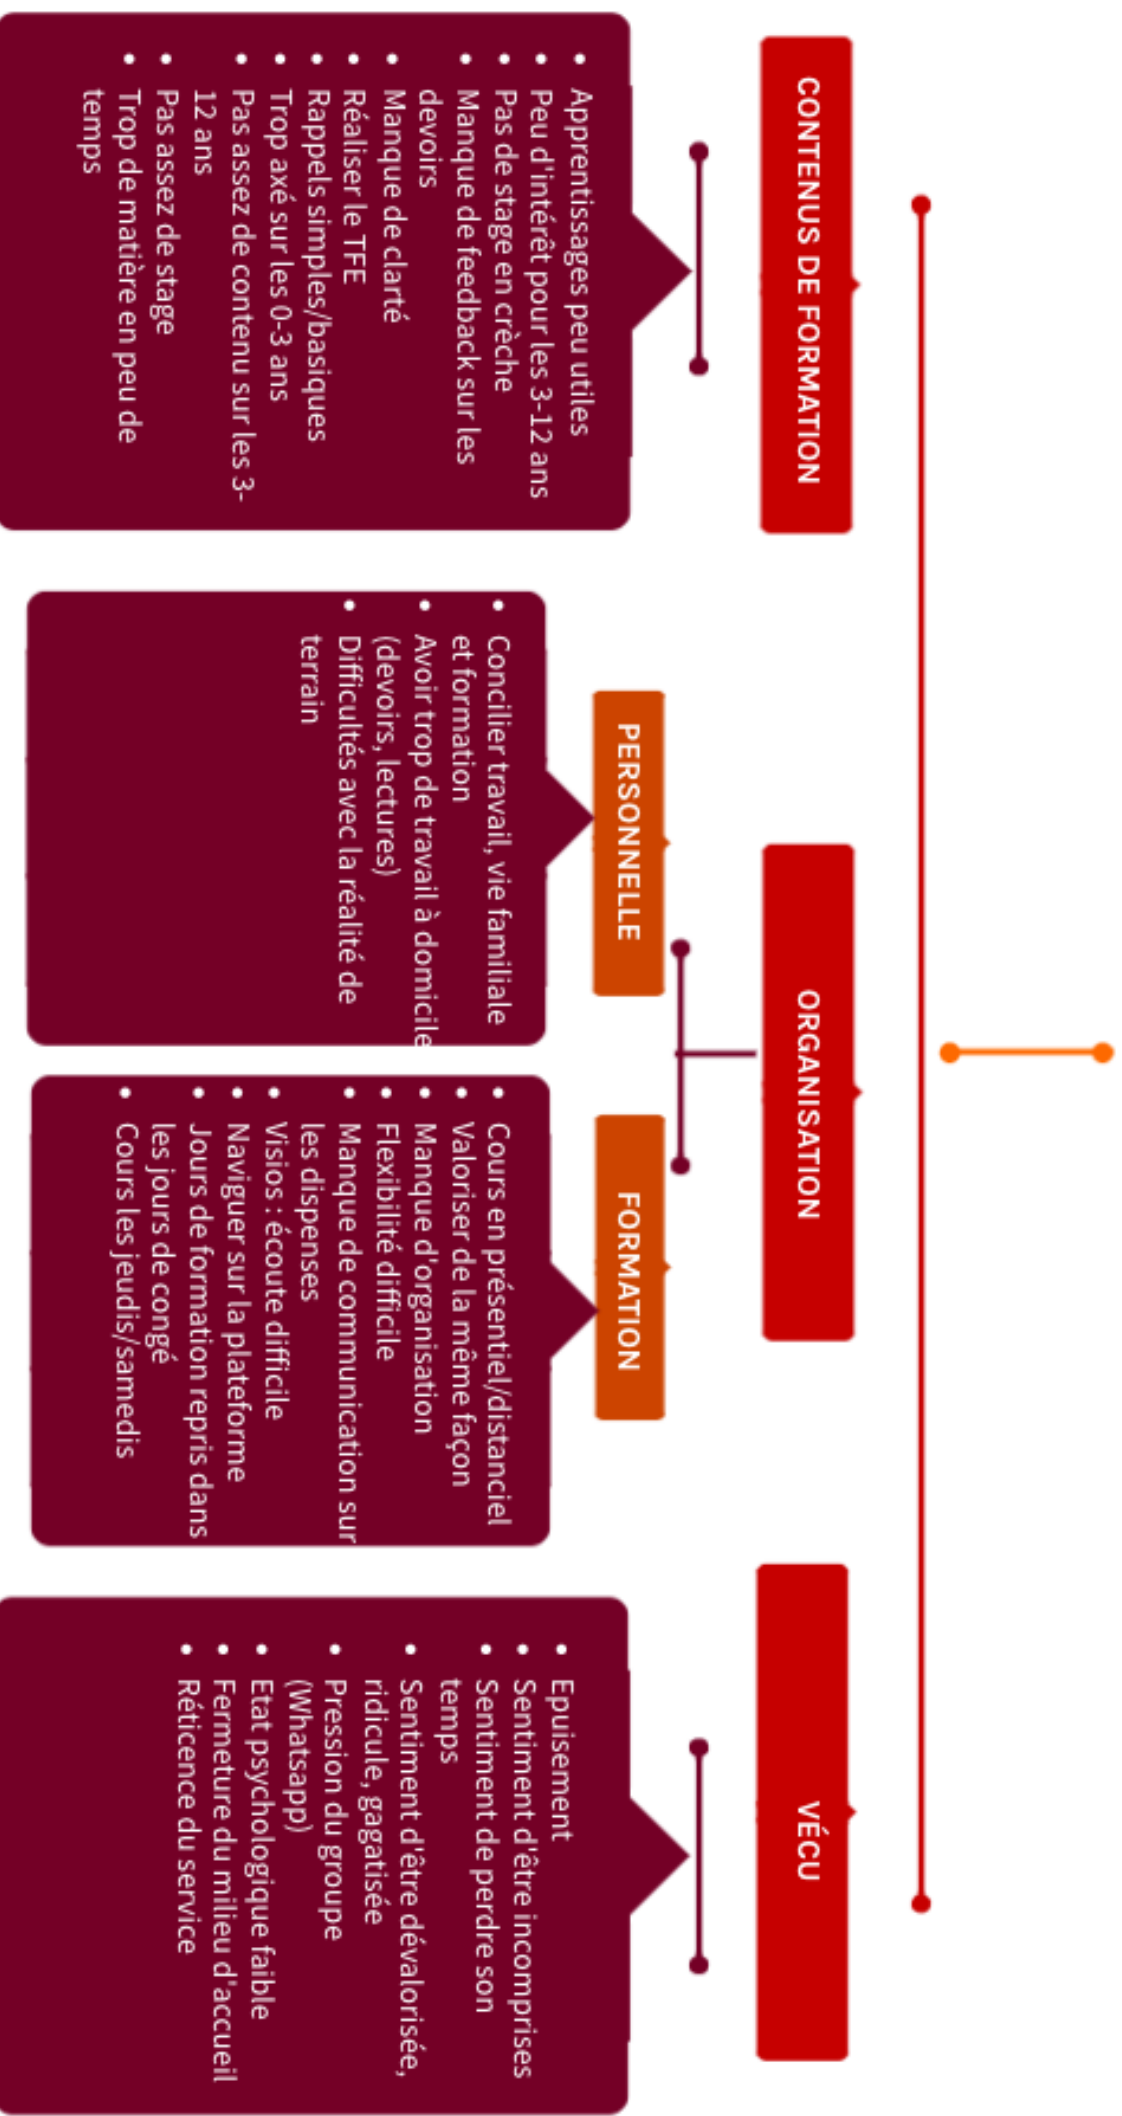 CONTENUS DE FORMATION
Apprentissages peu utiles
Peu d'intérêt pour les 3-12 ans
Pas de stage en crèche
Manque de feedback sur les
devoirs
Manque de clarté
Réaliser le TFE
Rappels simples/basiques
Trop axé sur les 0-3 ans
Pas assez de contenu sur les 3-
12 ans
Pas assez de stage
Trop de matière en peu de
temps
ORGANISATION
PERSONNELLE
Concilier travail, vie familiale
et formation
Avoir trop de travail à domicile
(devoirs, lectures)
Difficultés avec la réalité de
terrain
FORMATION
Cours en présentiel/distanciel
Valoriser de la même façon
Manque d'organisation
Flexibilité difficile
Manque de communication sur
les dispenses
Visios : écoute difficile
Naviguer sur la plateforme
Jours de formation repris dans
les jours de congé
Cours les jeudis/samedis
VÉCU
Epuisement
Sentiment d'être incomprises
Sentiment de perdre son
temps
Sentiment d'être dévalorisée,
ridicule, gagatisée
Pression du groupe
(Whatsapp)
Etat psychologique faible
Fermeture du milieu d'accueil
Réticence du service